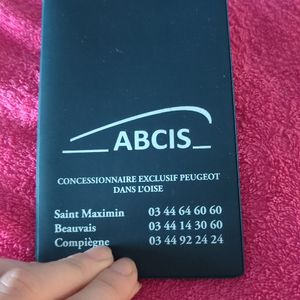 ABCIS
CONCESSIONNAIRE EXCLUSIF PEUGEOT
DANS L'OISE
Saint Maximin 03 44 64 60 60
Beauvais 03 44 14 30 60
Compiègne 03 44 92 24 24